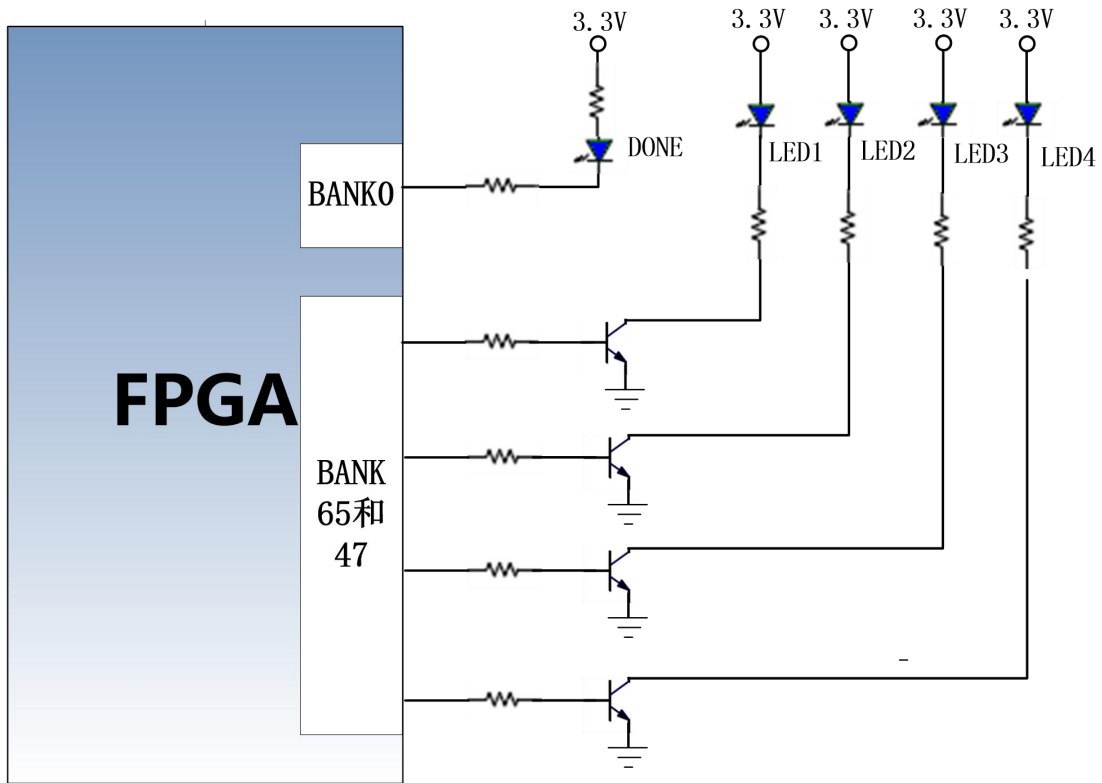 3.3V
3.3V
3.3V
3.3V
3.3V
DONE
LED1
LED2
LED3
LED4
BANK0
FPGA
BANK
65和
47